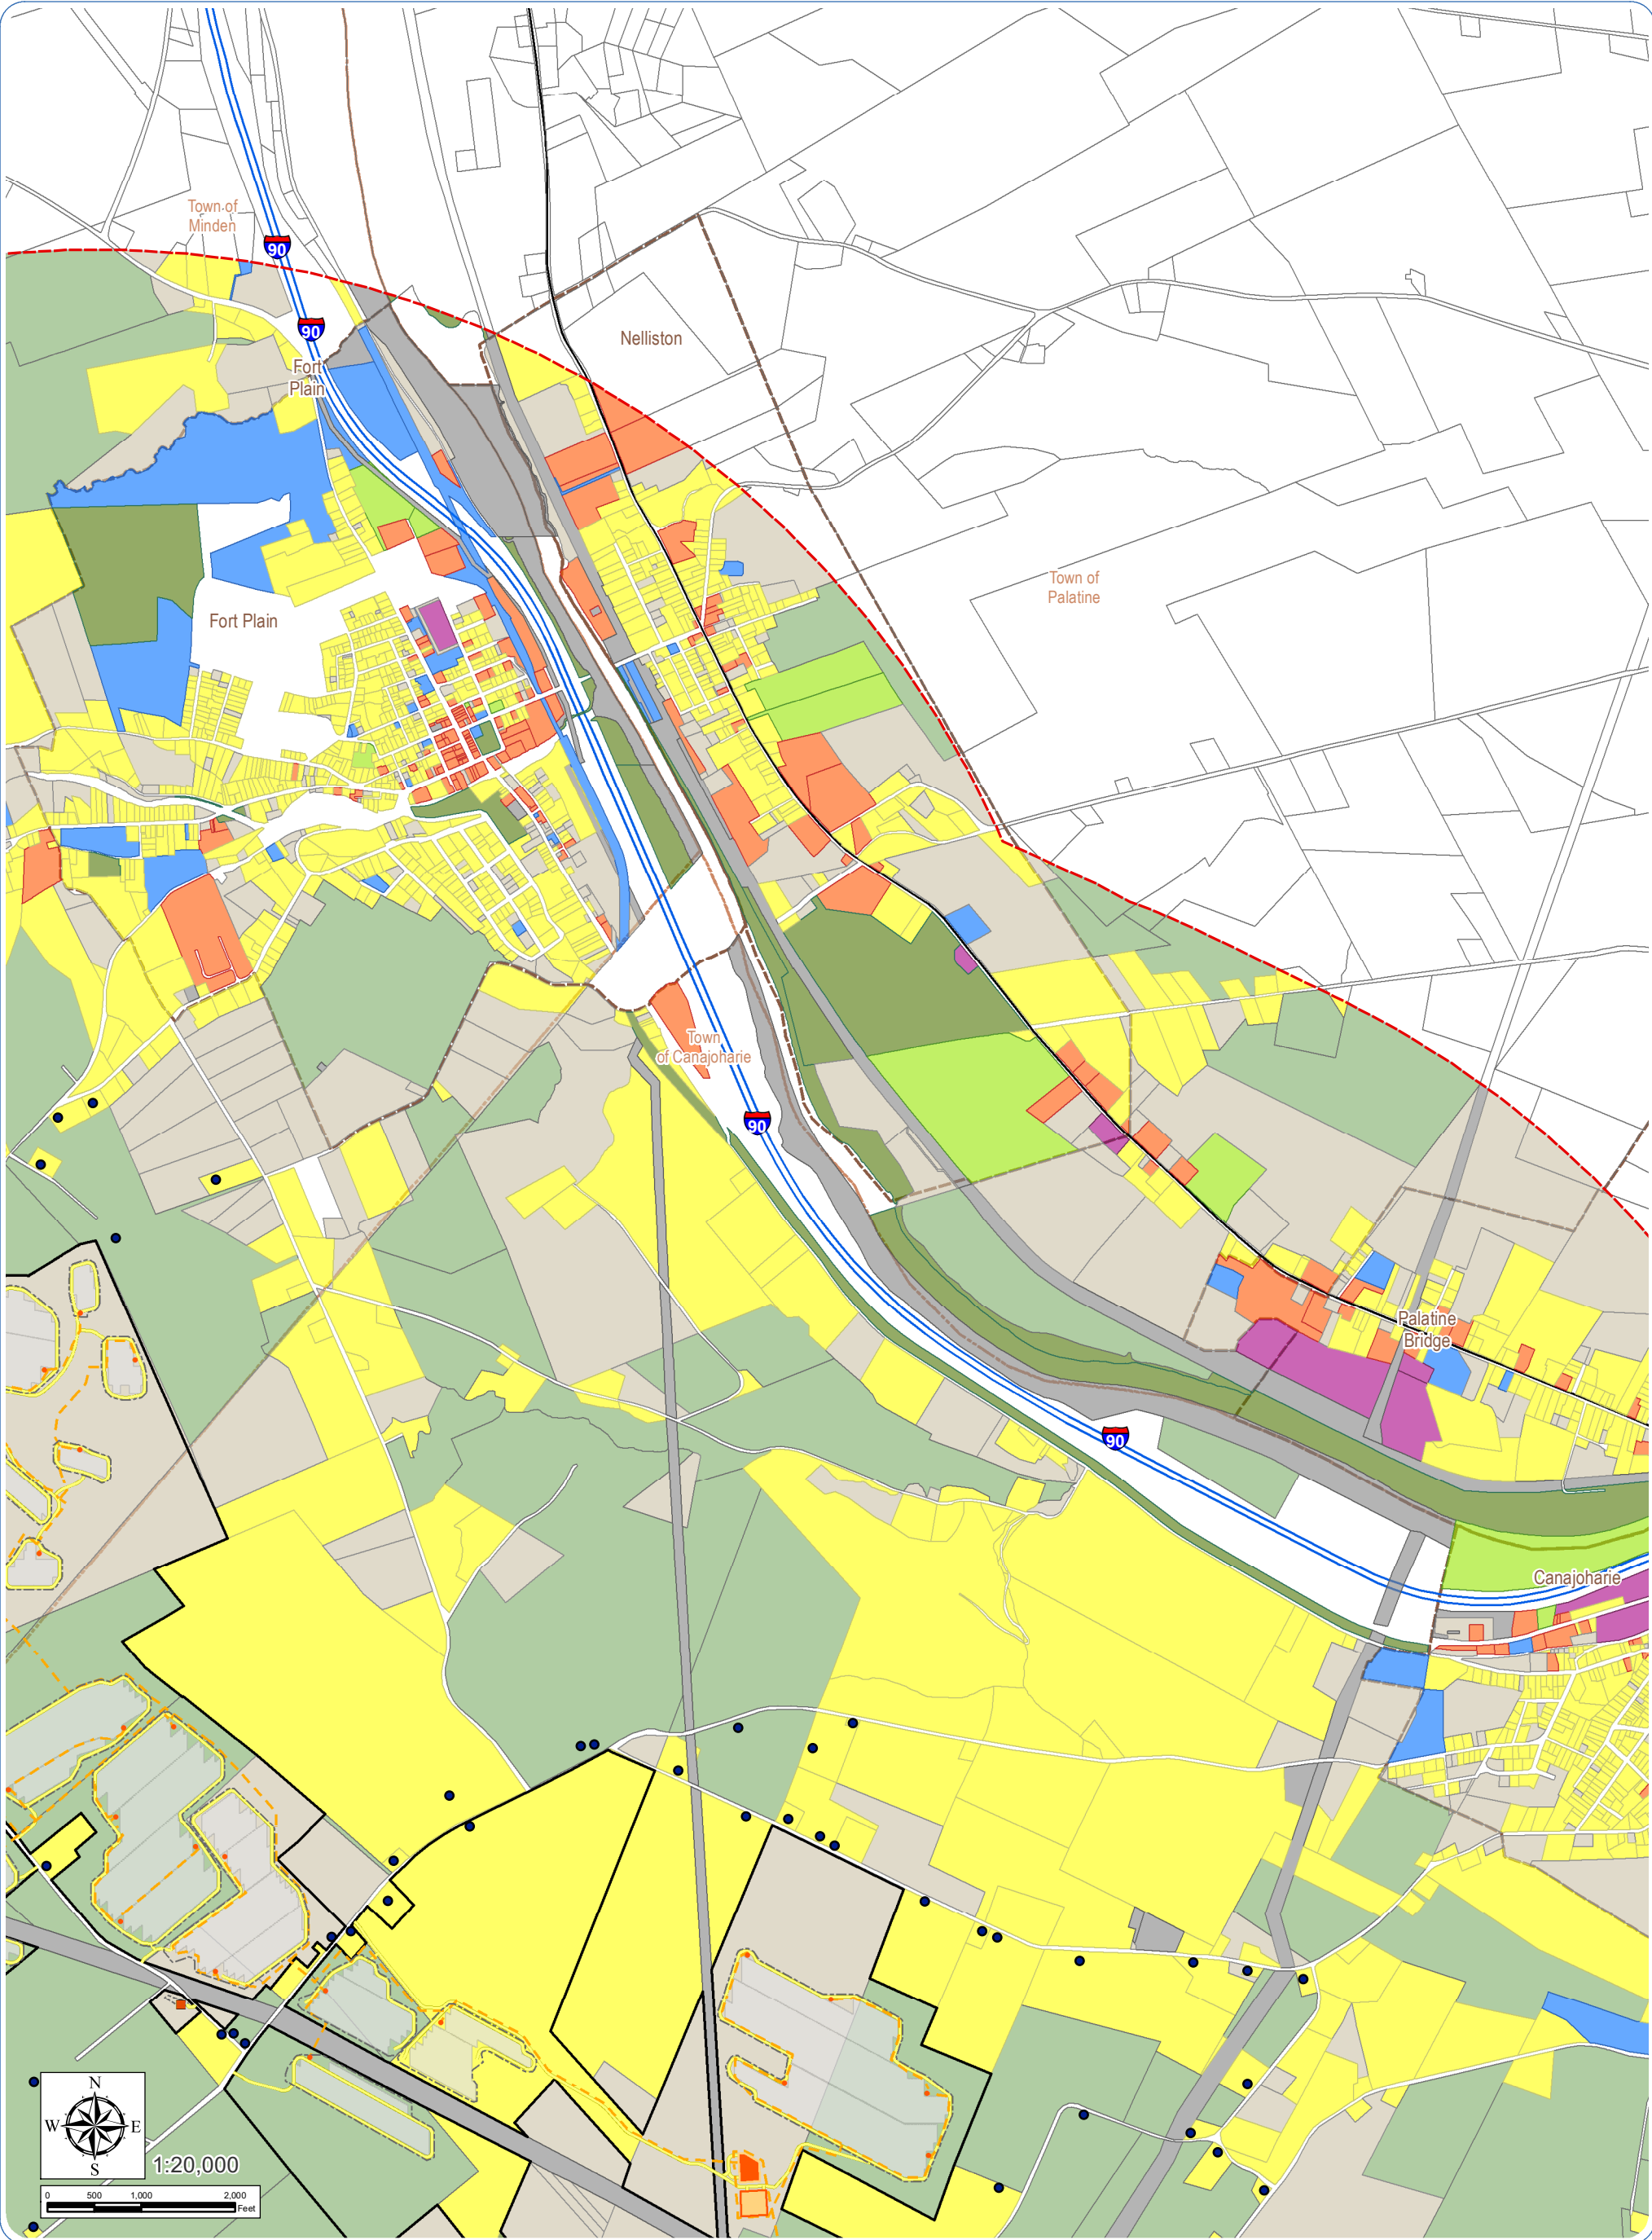 Town of
Minden
90
90
Nelliston
Fort
Plain
Town of
Palatine
Fort Plain
Town
of Canajoharie
90
Palatine
Bridge
90
Canajoharie
N
W E
S
1:20,000
0 500 1,000 2,000
Feet